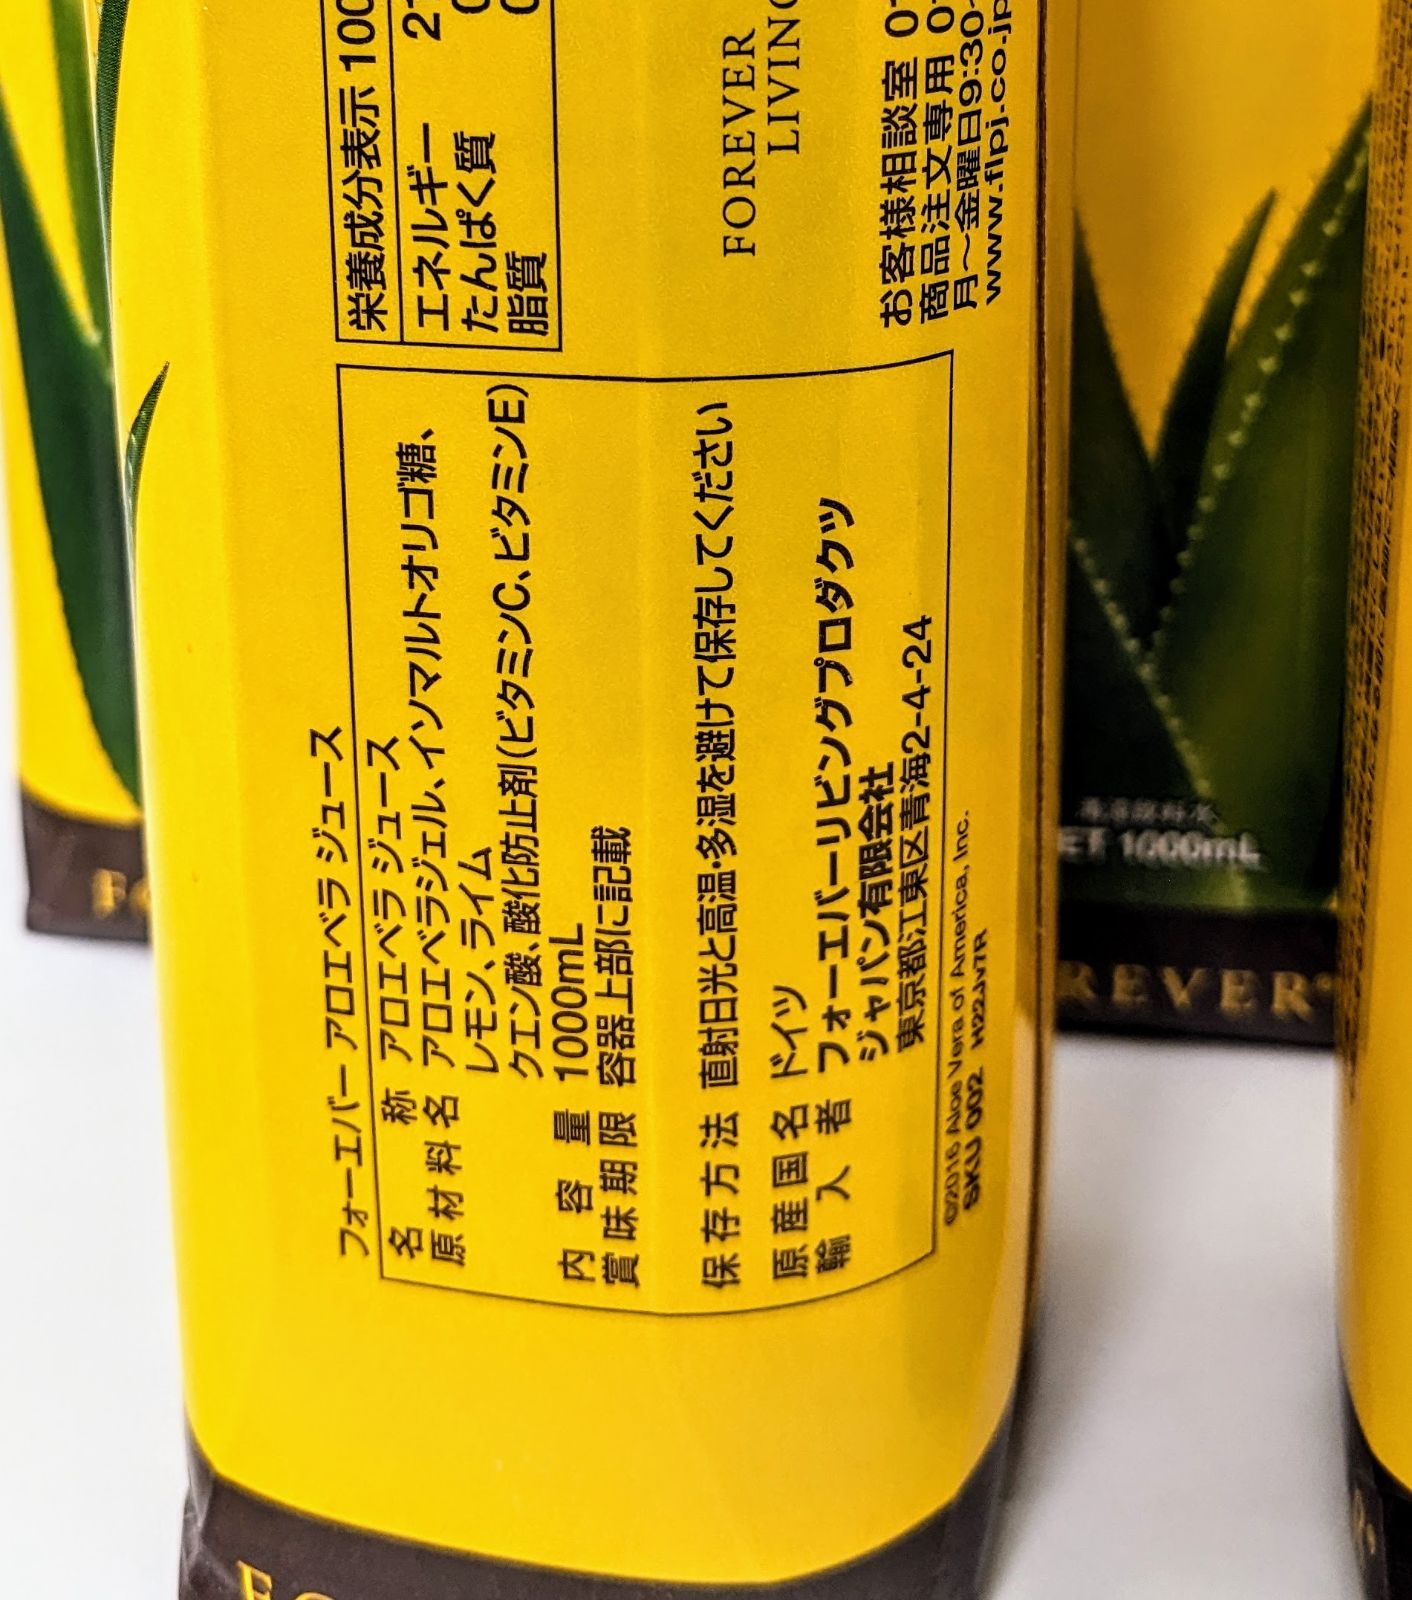 フォーエバー アロエベラ ジュース
名称 アロエベラ ジュース
原材料名 アロエベラジェル、イソマルトオリゴ糖、
レモン、ライム
クエン酸、酸化防止剤(ビタミンC、ビタミンE)
内容量 1000mL
賞味期限 容器上部に記載
保存方法 直射日光と高温・多湿を避けて保存してください
原産国名 ドイツ
輸入者 フォーエバーリビングプロダクツ
ジャパン有限会社
東京都江東区青海2-4-24
©2016 Aloe Vera of America, Inc.
SKU 002 H22JV7R
栄養成分表示 100
エネルギー
たんぱく質
脂質
FOREVER
LIVING
お客様相談室
商品注文専用
月〜金曜日9:30
www.flpj.co.jp
1000mL
REVER